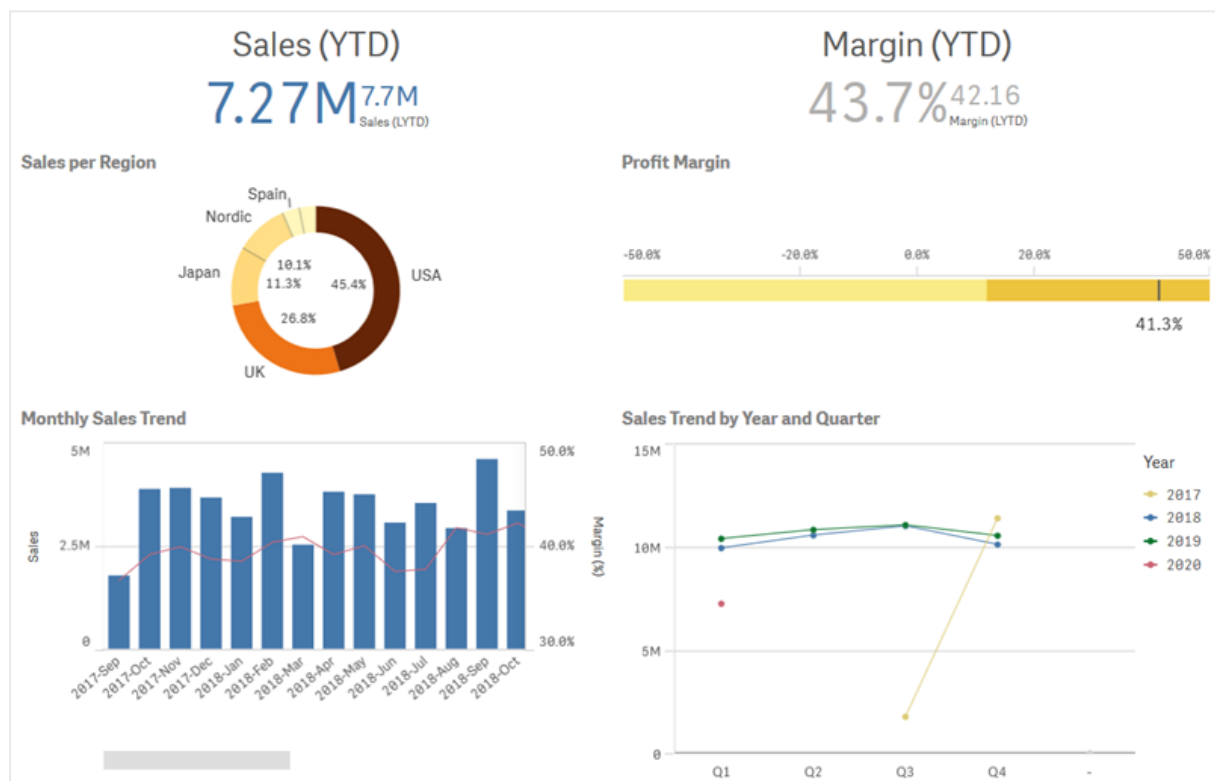 Sales (YTD)
7.27M 7.7M
Sales (LYTD)
Margin (YTD)
43.7% 42.16
Margin (LYTD)
Sales per Region
Spain
Nordic
Japan
USA
UK
10.1%
11.3%
45.4%
26.8%
Profit Margin
-50.0% -20.0% 0.0% 20.0% 50.0%
41.3%
Monthly Sales Trend
5M
2.5M
0
Sales
50.0%
40.0%
30.0%
Margin (%)
2017-Sep
2017-Oct
2017-Nov
2017-Dec
2018-Jan
2018-Feb
2018-Mar
2018-Apr
2018-May
2018-Jun
2018-Jul
2018-Aug
2018-Sep
2018-Oct
Sales Trend by Year and Quarter
15M
10M
5M
0
Q1 Q2 Q3 Q4 -
Year
2017
2018
2019
2020